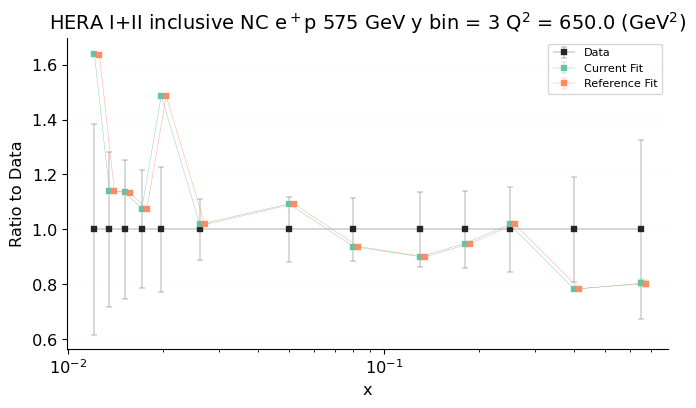 HERA I+II inclusive NC e⁺p 575 GeV y bin = 3 Q² = 650.0 (GeV²)
Data
Current Fit
Reference Fit
Ratio to Data
1.6
1.4
1.2
1.0
0.8
0.6
10⁻²
10⁻¹
x